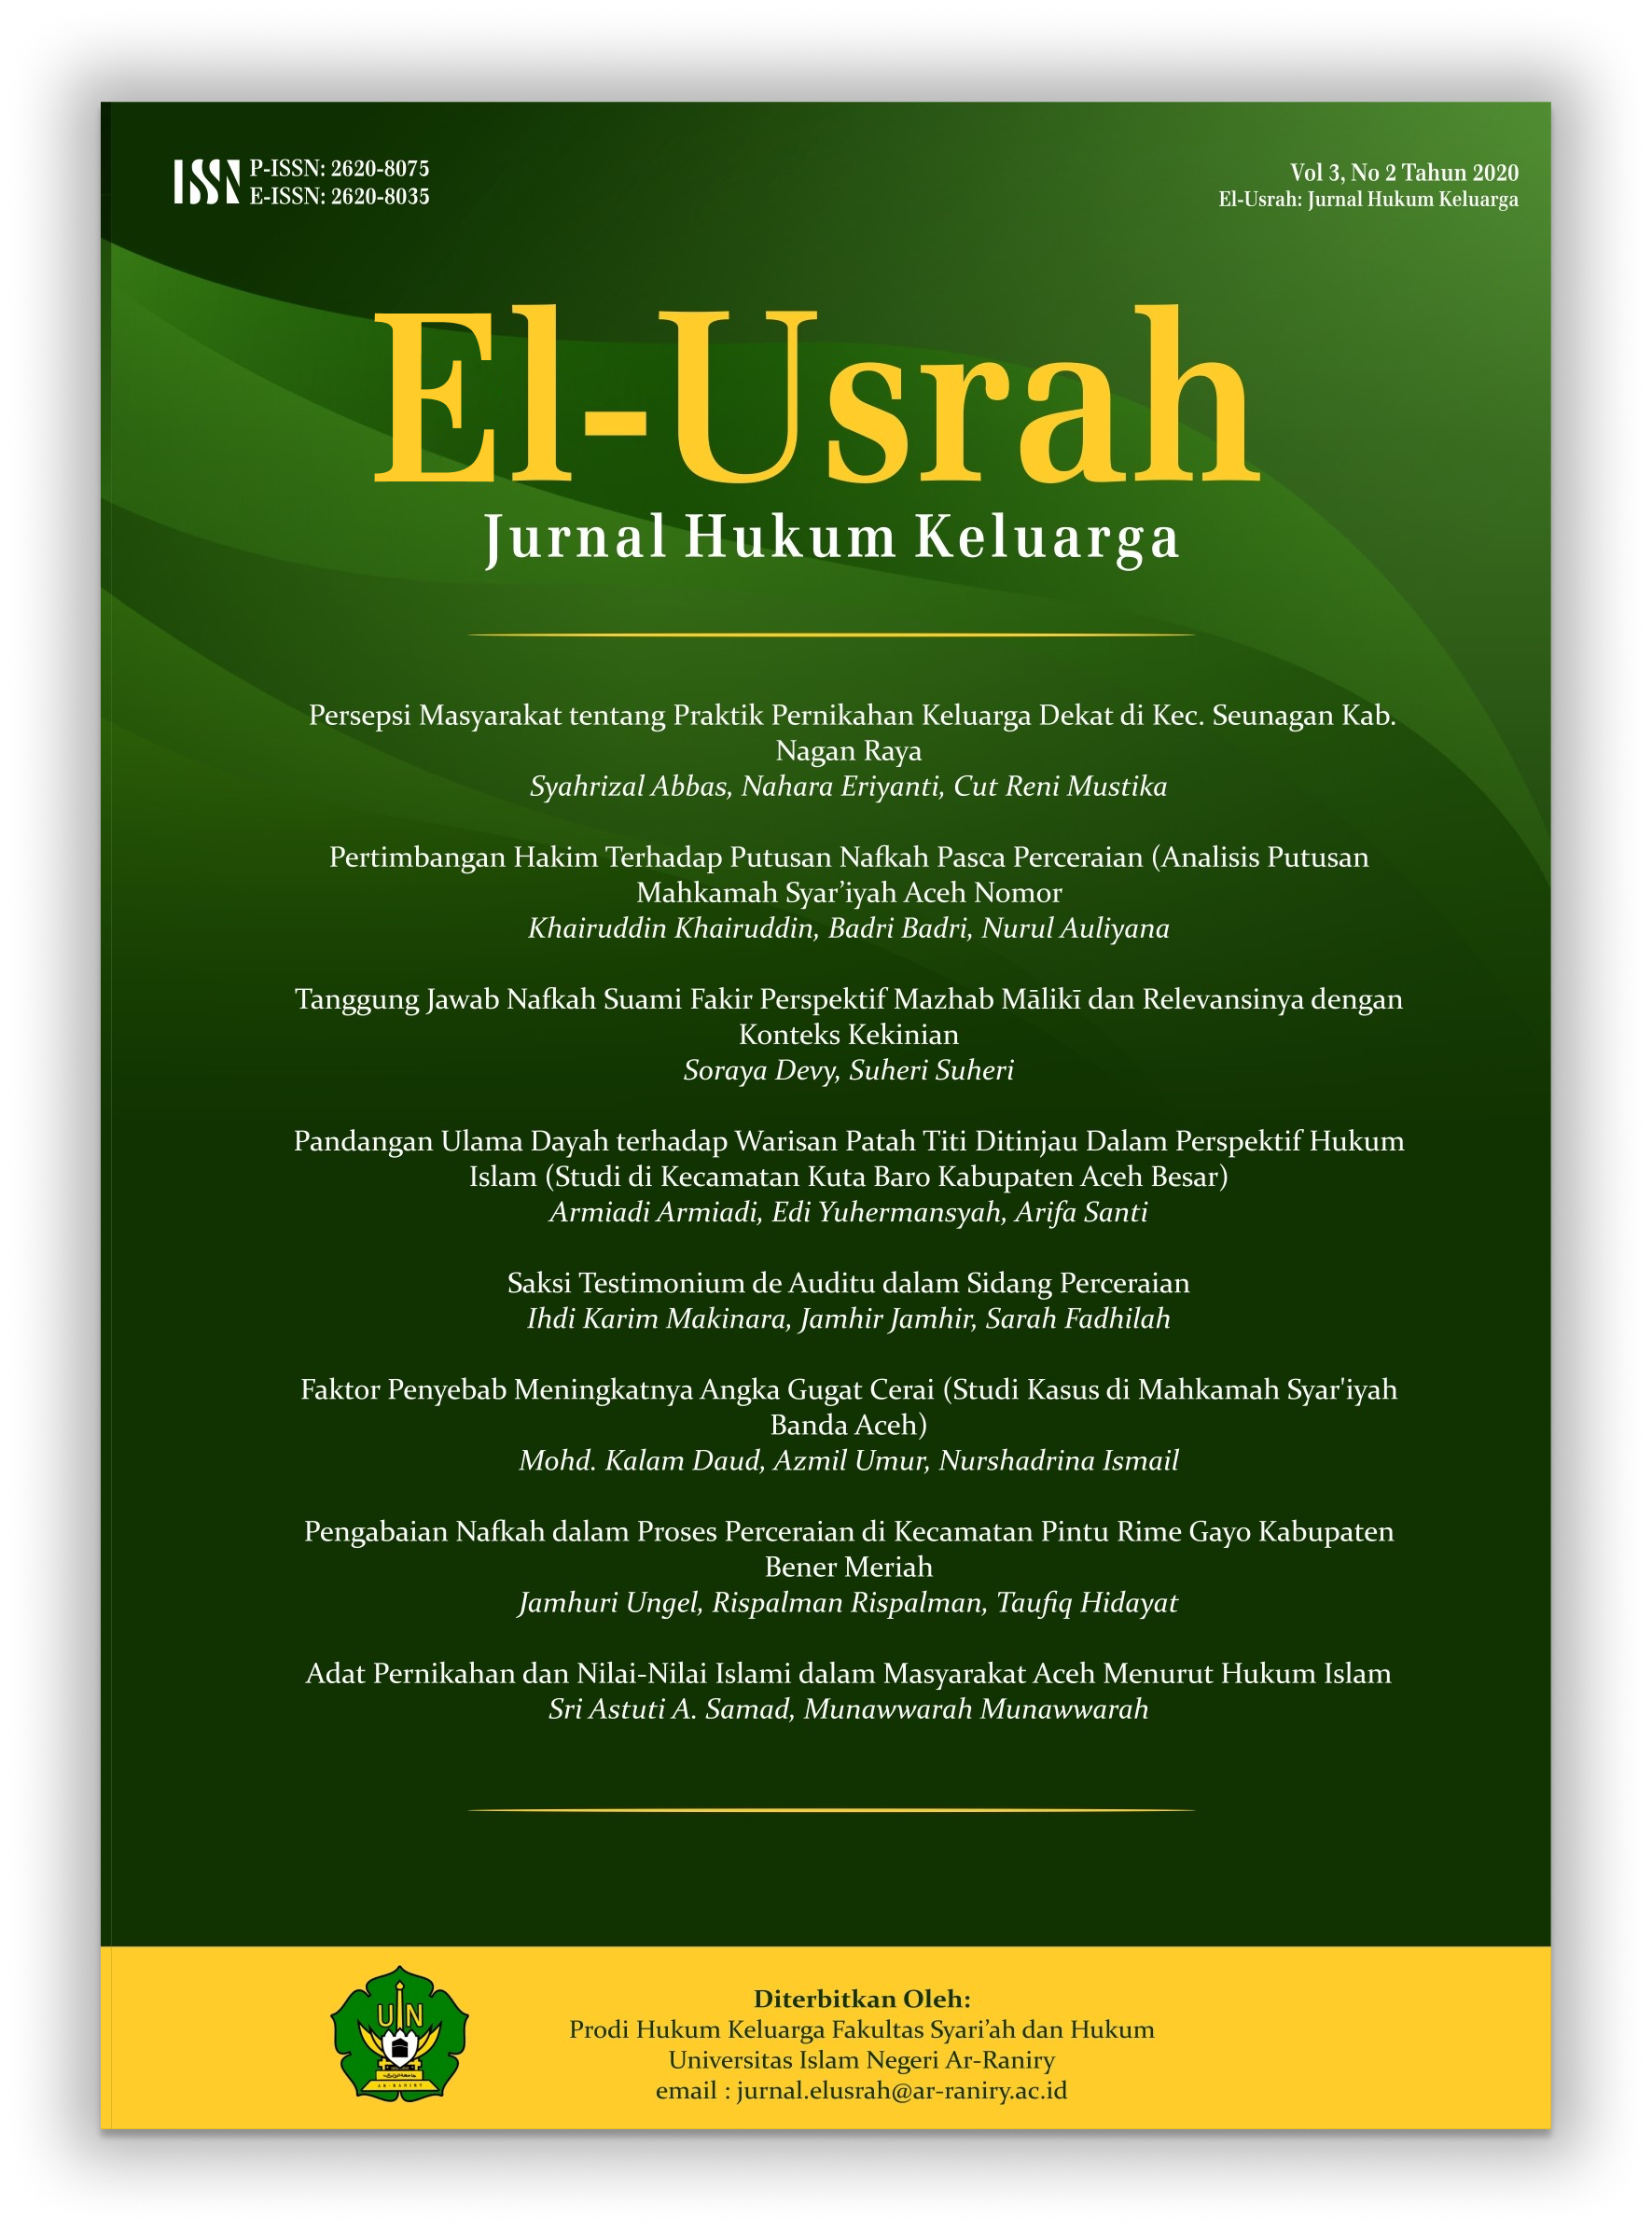 ISSN
P-ISSN: 2620-8075
E-ISSN: 2620-8035
Vol 3, No 2 Tahun 2020
El-Usrah: Jurnal Hukum Keluarga
El-Usrah
Jurnal Hukum Keluarga
Persepsi Masyarakat tentang Praktik Pernikahan Keluarga Dekat di Kec. Seunagan Kab.
Nagan Raya
Syahrizal Abbas, Nahara Eriyanti, Cut Reni Mustika
Pertimbangan Hakim Terhadap Putusan Nafkah Pasca Perceraian (Analisis Putusan
Mahkamah Syar’iyah Aceh Nomor
Khairuddin Khairuddin, Badri Badri, Nurul Auliyana
Tanggung Jawab Nafkah Suami Fakir Perspektif Mazhab Mālikī dan Relevansinya dengan
Konteks Kekinian
Soraya Devy, Suheri Suheri
Pandangan Ulama Dayah terhadap Warisan Patah Titi Ditinjau Dalam Perspektif Hukum
Islam (Studi di Kecamatan Kuta Baro Kabupaten Aceh Besar)
Armiadi Armiadi, Edi Yuhermansyah, Arifa Santi
Saksi Testimonium de Auditu dalam Sidang Perceraian
Ihdi Karim Makinara, Jamhir Jamhir, Sarah Fadhilah
Faktor Penyebab Meningkatnya Angka Gugat Cerai (Studi Kasus di Mahkamah Syar'iyah
Banda Aceh)
Mohd. Kalam Daud, Azmil Umur, Nurshadrina Ismail
Pengabaian Nafkah dalam Proses Perceraian di Kecamatan Pintu Rime Gayo Kabupaten
Bener Meriah
Jamhuri Ungel, Rispalman Rispalman, Taufiq Hidayat
Adat Pernikahan dan Nilai-Nilai Islami dalam Masyarakat Aceh Menurut Hukum Islam
Sri Astuti A. Samad, Munawwarah Munawwarah
UIN
AR-RANIRY
Diterbitkan Oleh:
Prodi Hukum Keluarga Fakultas Syari’ah dan Hukum
Universitas Islam Negeri Ar-Raniry
email : jurnal.elusrah@ar-raniry.ac.id